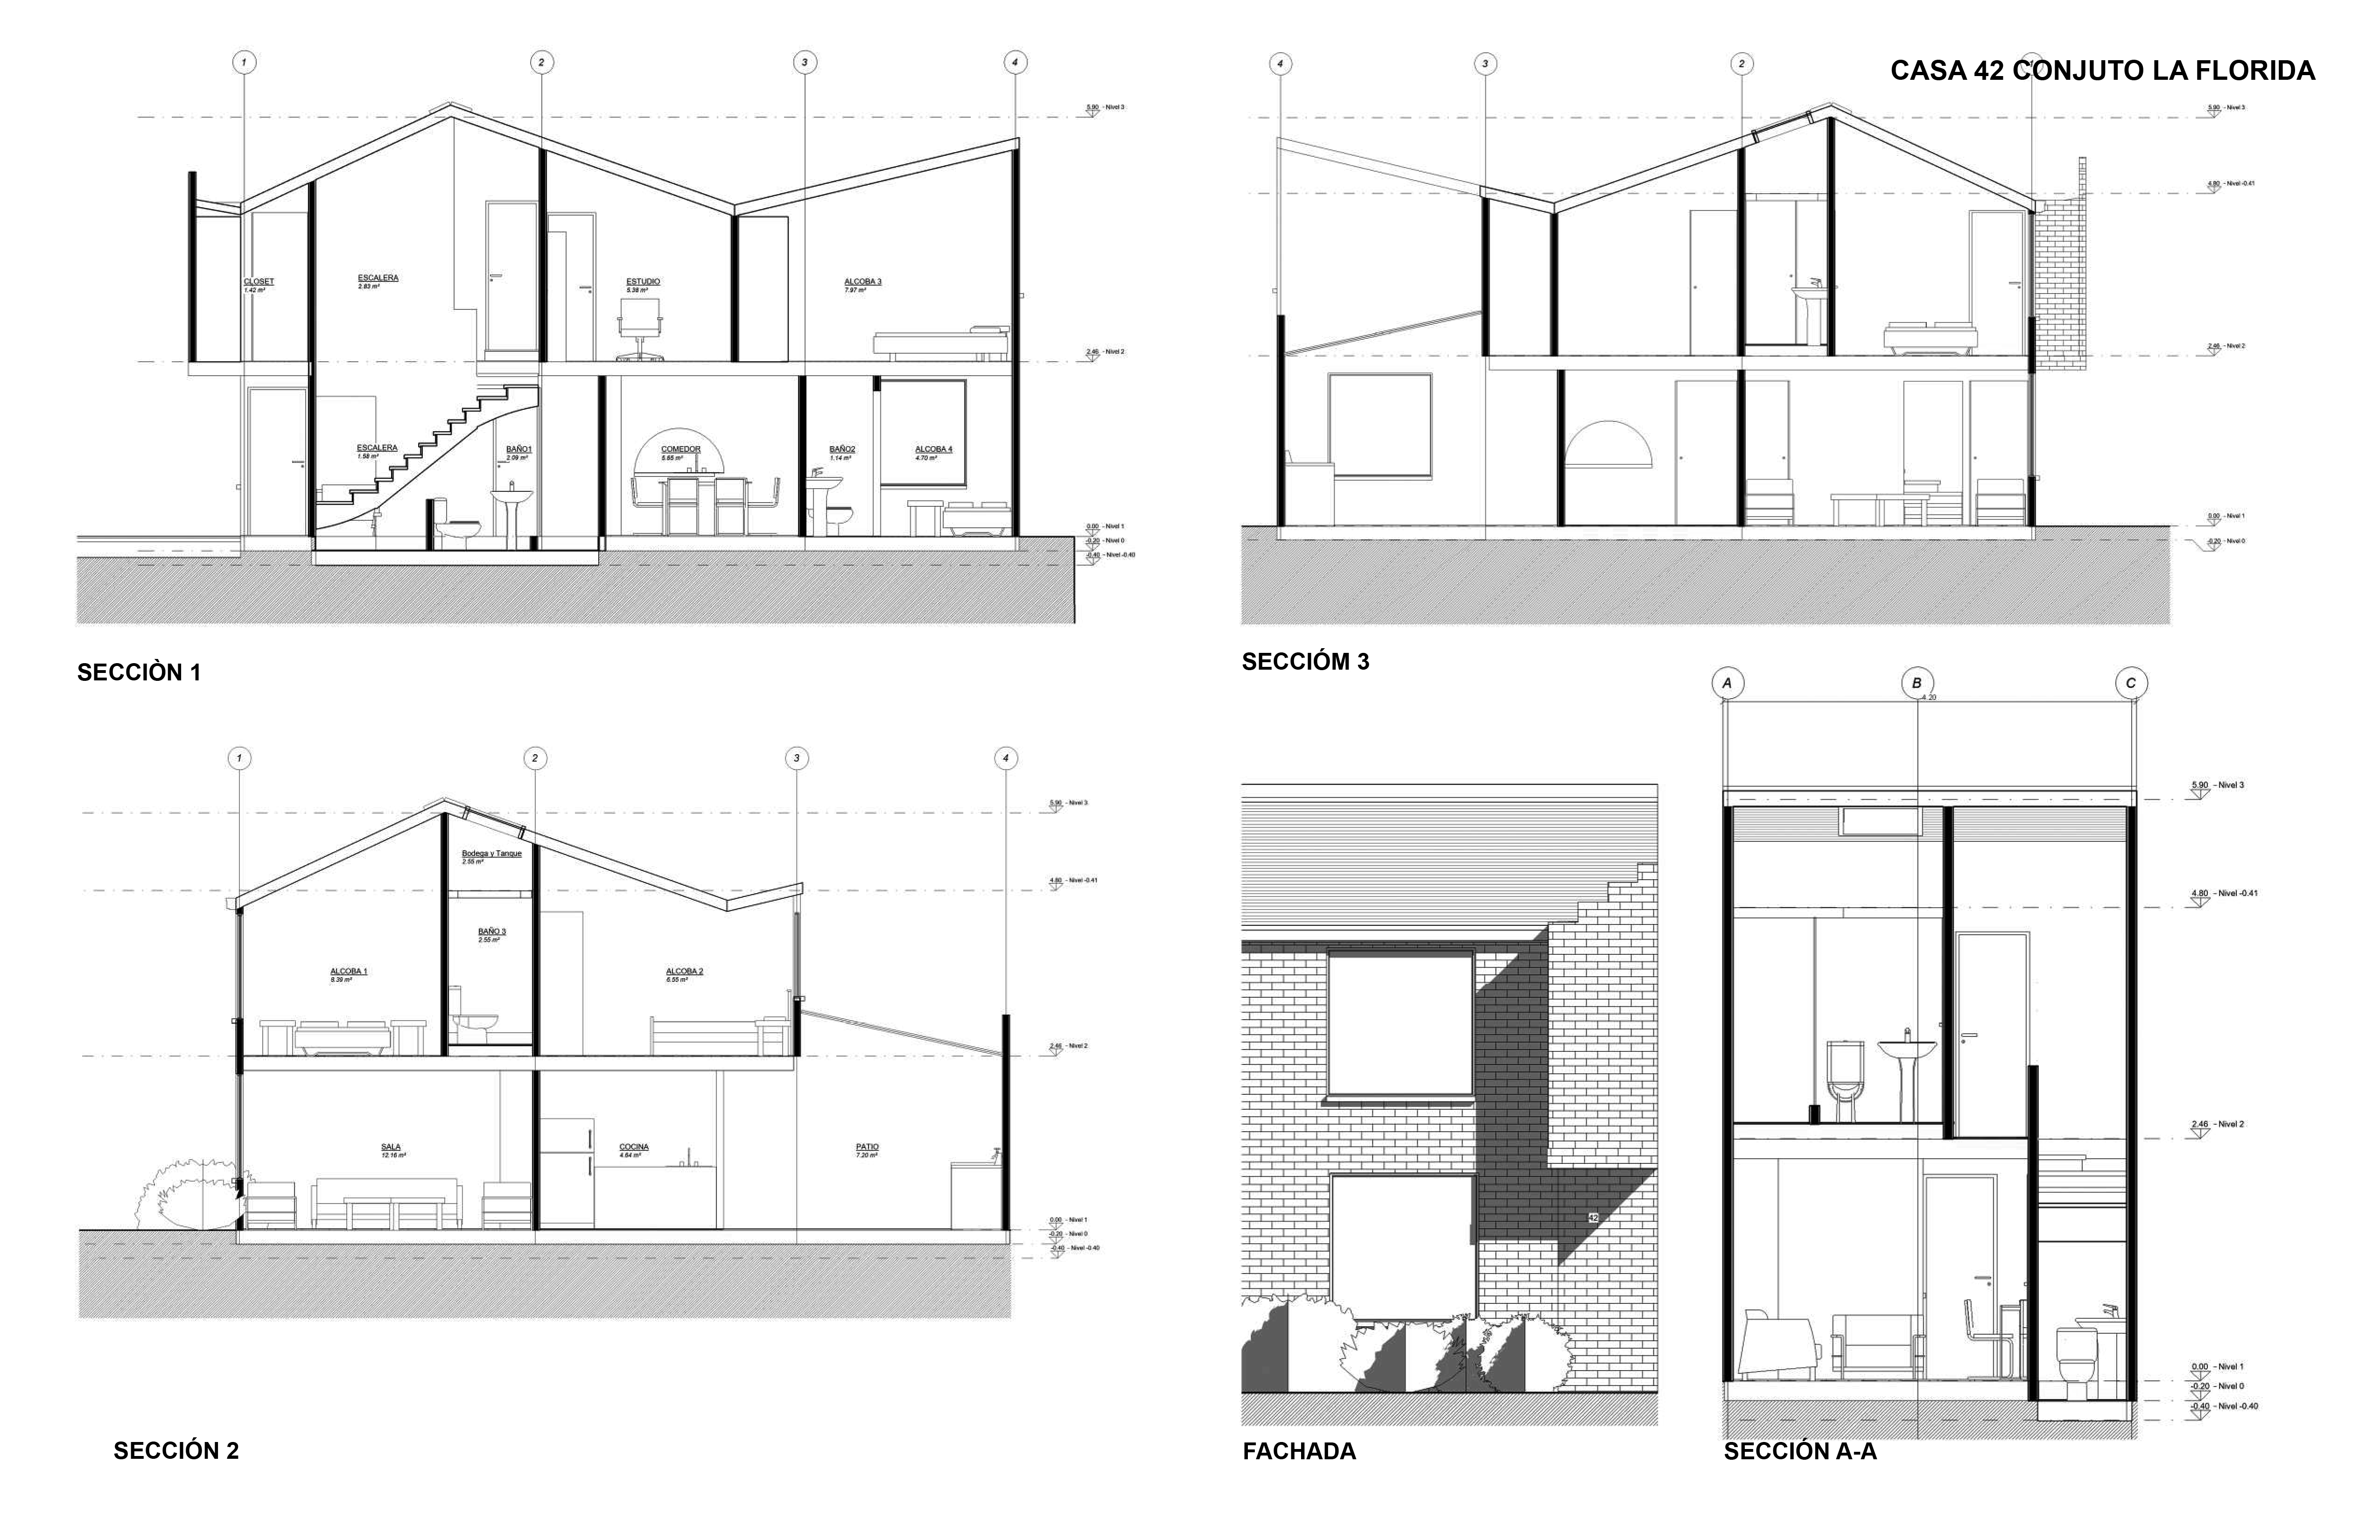 CASA 42 CONJUTO LA FLORIDA
1
2
3
4
5.90 - Nivel 3
CLOSET
1.42 m²
ESCALERA
2.83 m²
ESTUDIO
5.38 m²
ALCOBA 3
7.97 m²
2.46 - Nivel 2
ESCALERA
1.58 m²
BAÑO1
2.09 m²
COMEDOR
5.65 m²
BAÑO2
1.14 m²
ALCOBA 4
4.70 m²
0.00 - Nivel 1
-0.20 - Nivel 0
-0.40 - Nivel -0.40
SECCIÒN 1
4
3
2
1
5.90 - Nivel 3
4.80 - Nivel -0.41
2.46 - Nivel 2
0.00 - Nivel 1
-0.20 - Nivel 0
SECCIÓM 3
1
2
3
4
5.90 - Nivel 3
Bodega y Tanque
2.55 m²
4.80 - Nivel -0.41
BAÑO 3
2.55 m²
ALCOBA 1
8.39 m²
ALCOBA 2
6.55 m²
2.46 - Nivel 2
SALA
12.16 m²
COCINA
4.64 m²
PATIO
7.20 m²
0.00 - Nivel 1
-0.20 - Nivel 0
-0.40 - Nivel -0.40
SECCIÓN 2
42
FACHADA
A
B
C
4.20
5.90 - Nivel 3
4.80 - Nivel -0.41
2.46 - Nivel 2
0.00 - Nivel 1
-0.20 - Nivel 0
-0.40 - Nivel -0.40
SECCIÓN A-A